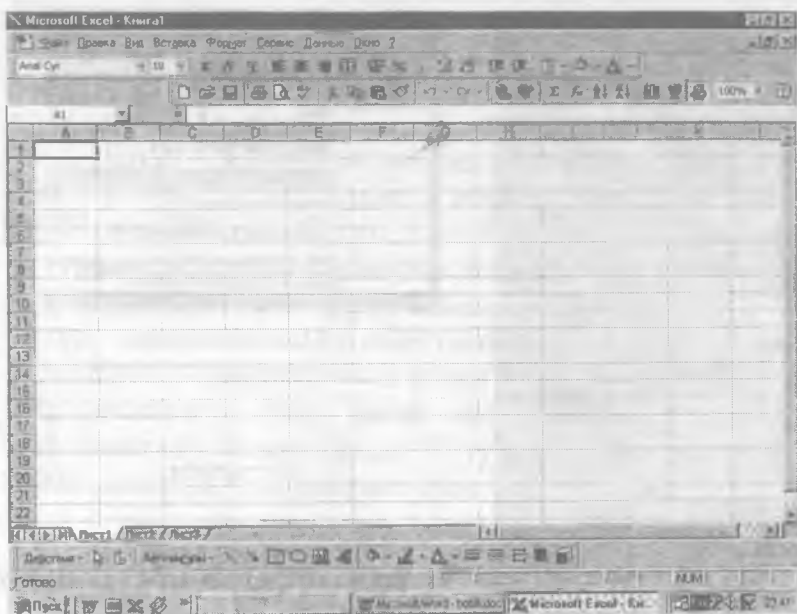 Microsoft Excel - Книга1
Файл Правка Вид Вставка Формат Сервис Данные Окно ?
Arial Cyr 10
100%
A1 =
A B C D E F G H I J K
1
2
3
4
5
6
7
8
9
10
11
12
13
14
15
16
17
18
19
20
21
22
Лист1 / Лист2 / Лист3 /
Действия Автофигуры
Готово NUM
Пуск Microsoft Excel - Кн...